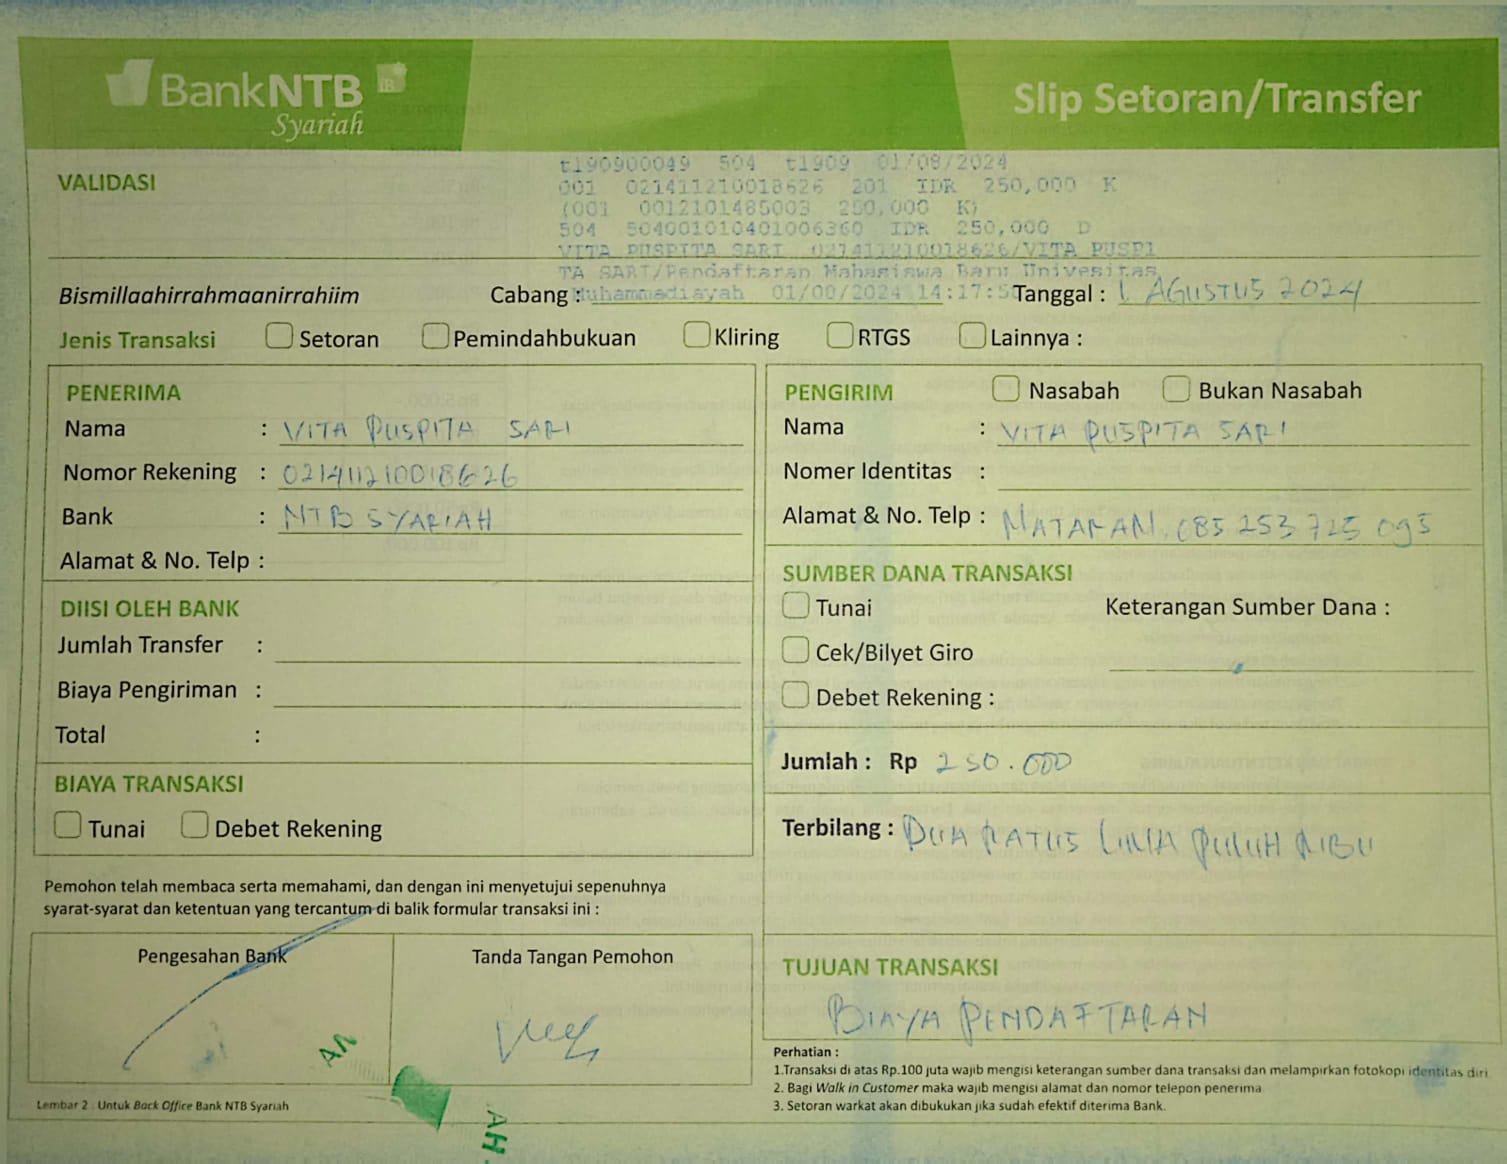 BankNTB iB
Syariah
Slip Setoran/Transfer
VALIDASI
t190900049 504 t1909 01/08/2024
001 021411210018626 201 IDR 250,000 K
(001 0012101485003 250,000 K)
504 504001010401006360 IDR 250,000 D
VITA PUSPITA SARI 021411210018626/VITA PUSPI
TA SARI/Pendaftaran Mahasiswa Baru Univesitas
Muhammadiayah 01/08/2024 14:17:5
Bismillaahirrahmaanirrahiim
Cabang :
Tanggal : 1 AGUSTUS 2024
Jenis Transaksi Setoran Pemindahbukuan Kliring RTGS Lainnya :
PENERIMA
Nama : VITA PUSPITA SARI
Nomor Rekening : 021411210018626
Bank : NTB SYARIAH
Alamat & No. Telp :
DIISI OLEH BANK
Jumlah Transfer :
Biaya Pengiriman :
Total :
BIAYA TRANSAKSI
Tunai Debet Rekening
PENGIRIM Nasabah Bukan Nasabah
Nama : VITA PUSPITA SARI
Nomer Identitas :
Alamat & No. Telp : MATARAM. 085 253 725 095
SUMBER DANA TRANSAKSI
Tunai Keterangan Sumber Dana :
Cek/Bilyet Giro
Debet Rekening :
Jumlah : Rp 250.000
Terbilang : DUA RATUS LIMA PULUH RIBU
Pemohon telah membaca serta memahami, dan dengan ini menyetujui sepenuhnya
syarat-syarat dan ketentuan yang tercantum di balik formular transaksi ini :
Pengesahan Bank
Tanda Tangan Pemohon
TUJUAN TRANSAKSI
BIAYA PENDAFTARAN
Perhatian :
1.Transaksi di atas Rp.100 juta wajib mengisi keterangan sumber dana transaksi dan melampirkan fotokopi identitas diri
2. Bagi Walk in Customer maka wajib mengisi alamat dan nomor telepon penerima
3. Setoran warkat akan dibukukan jika sudah efektif diterima Bank.
Lembar 2 : Untuk Back Office Bank NTB Syariah